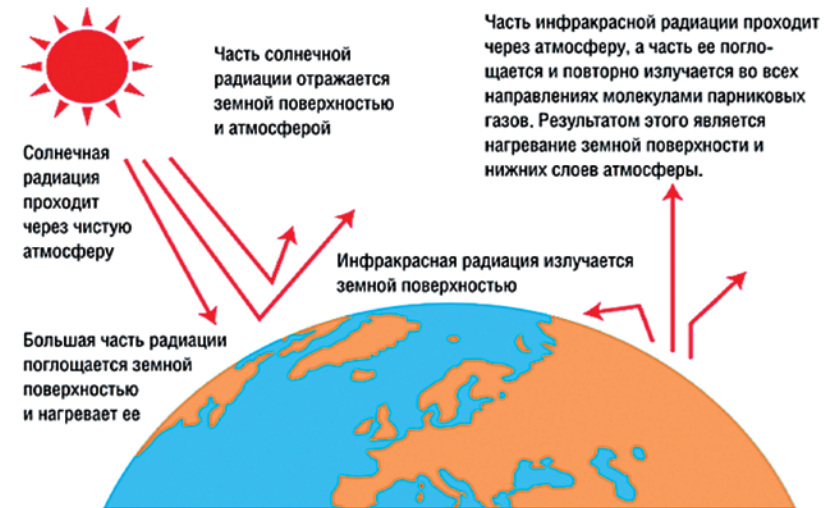 Солнечная
радиация
проходит
через чистую
атмосферу
Часть солнечной
радиации отражается
земной поверхностью
и атмосферой
Часть инфракрасной радиации проходит
через атмосферу, а часть ее погло-
щается и повторно излучается во всех
направлениях молекулами парниковых
газов. Результатом этого является
нагревание земной поверхности и
нижних слоев атмосферы.
Инфракрасная радиация излучается
земной поверхностью
Большая часть радиации
поглощается земной
поверхностью
и нагревает ее